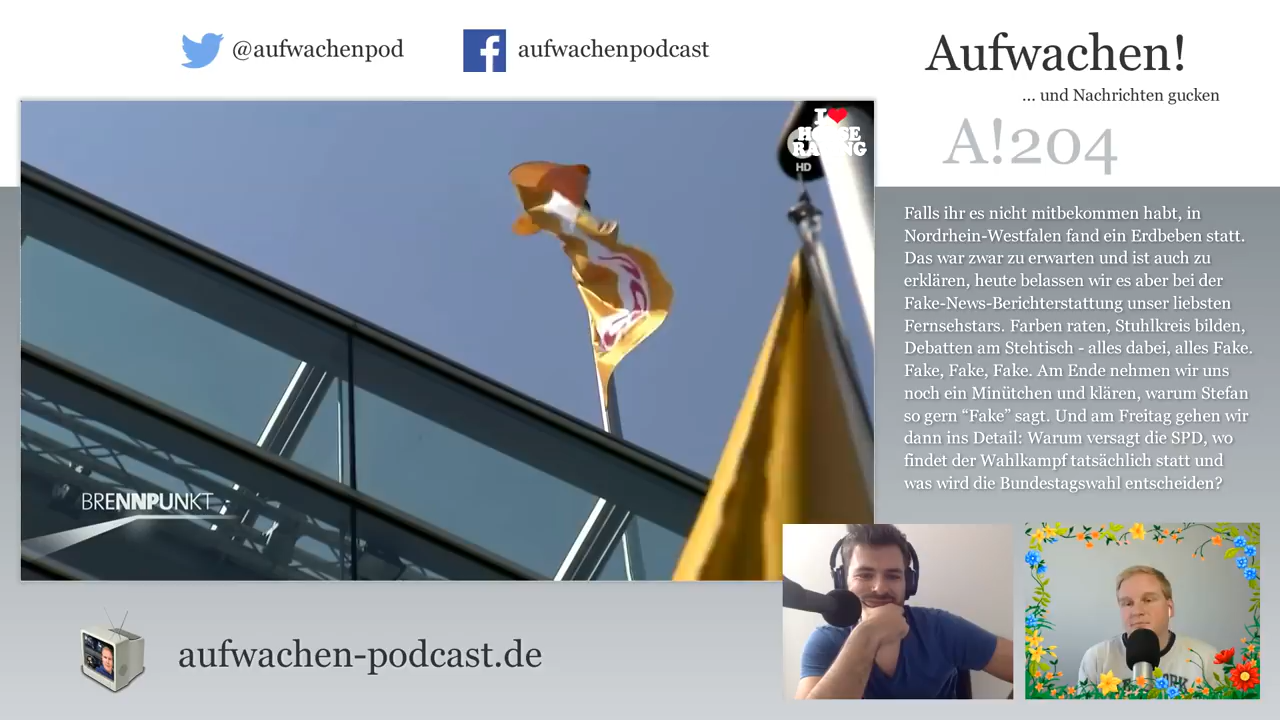 @aufwachenpod
aufwachenpodcast
Aufwachen!
... und Nachrichten gucken
A!204
I
HORSE
RACING
HD
Falls ihr es nicht mitbekommen habt, in
Nordrhein-Westfalen fand ein Erdbeben statt.
Das war zwar zu erwarten und ist auch zu
erklären, heute belassen wir es aber bei der
Fake-News-Berichterstattung unser liebsten
Fernsehstars. Farben raten, Stuhlkreis bilden,
Debatten am Stehtisch - alles dabei, alles Fake.
Fake, Fake, Fake. Am Ende nehmen wir uns
noch ein Minütchen und klären, warum Stefan
so gern “Fake” sagt. Und am Freitag gehen wir
dann ins Detail: Warum versagt die SPD, wo
findet der Wahlkampf tatsächlich statt und
was wird die Bundestagswahl entscheiden?
BRENNPUNKT
aufwachen-podcast.de